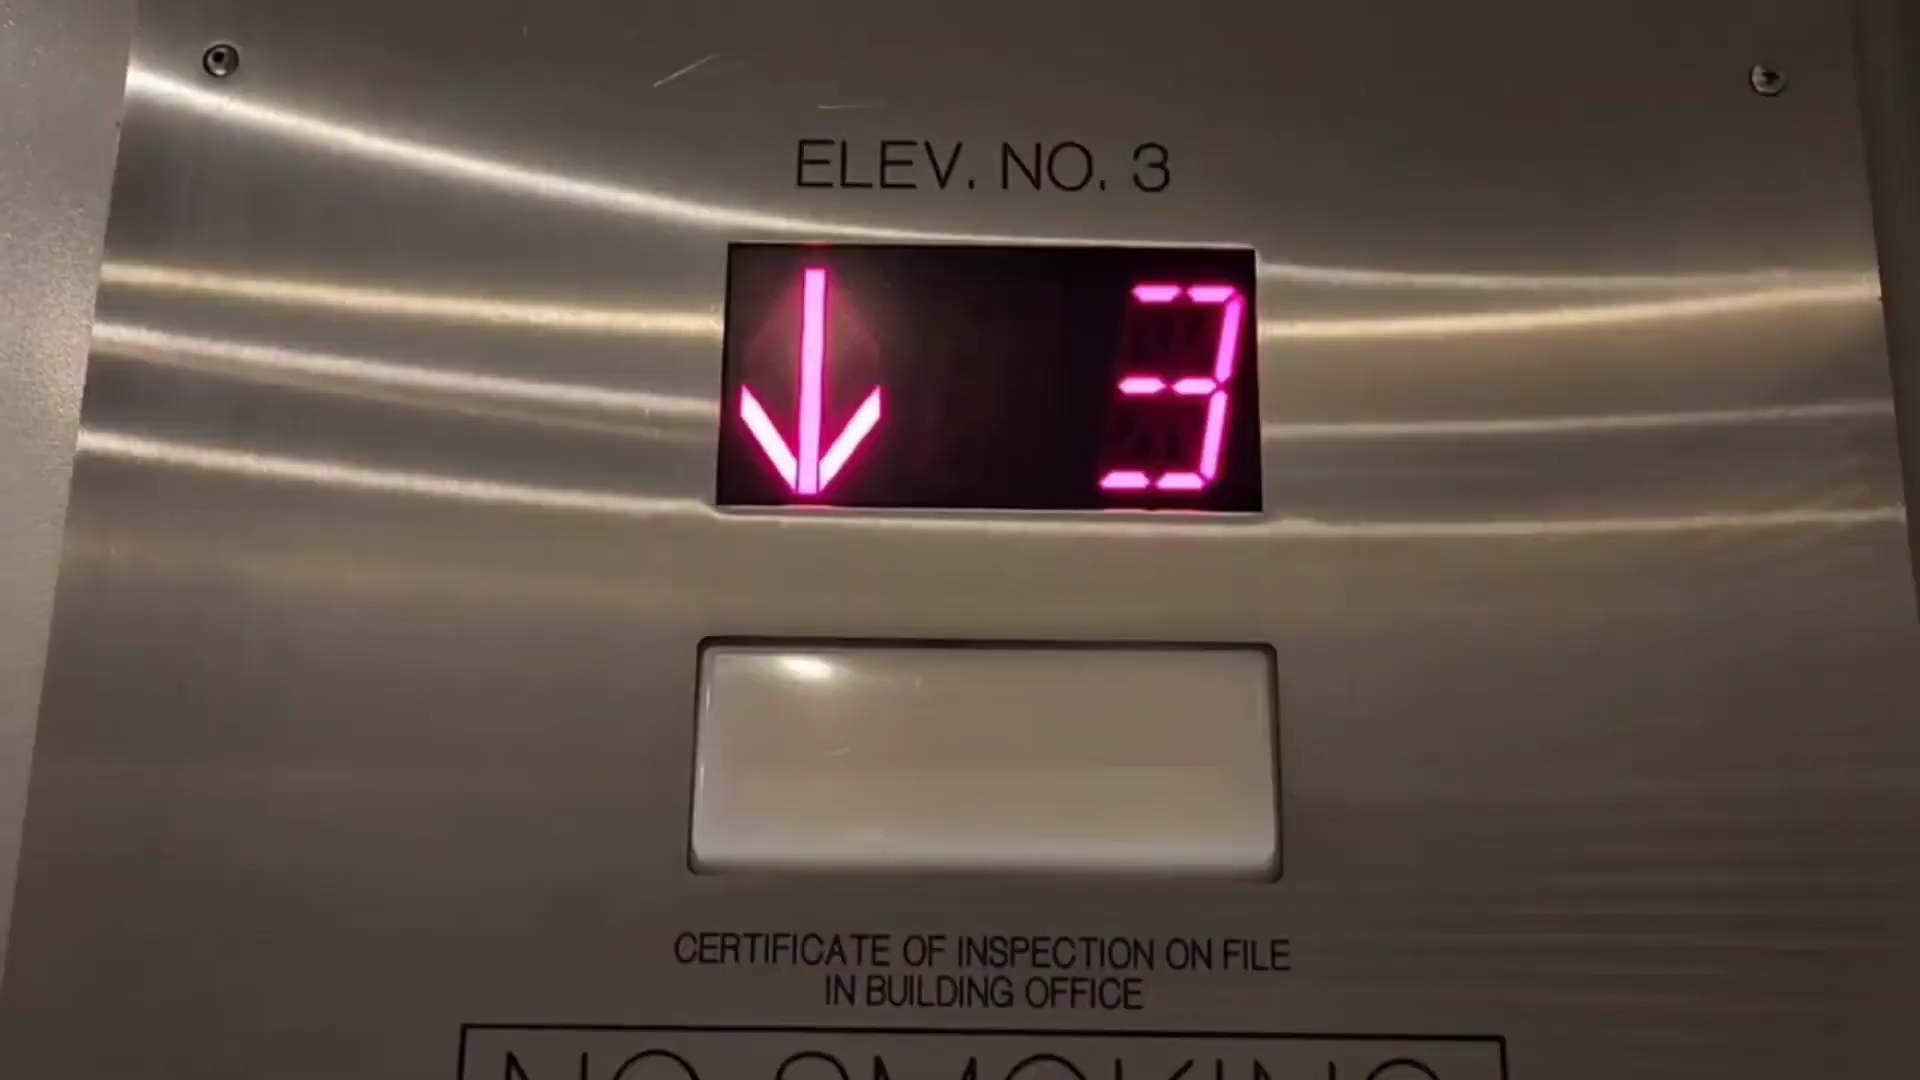 ELEV. NO. 3
↓ 3
CERTIFICATE OF INSPECTION ON FILE
IN BUILDING OFFICE
NO SMOKING